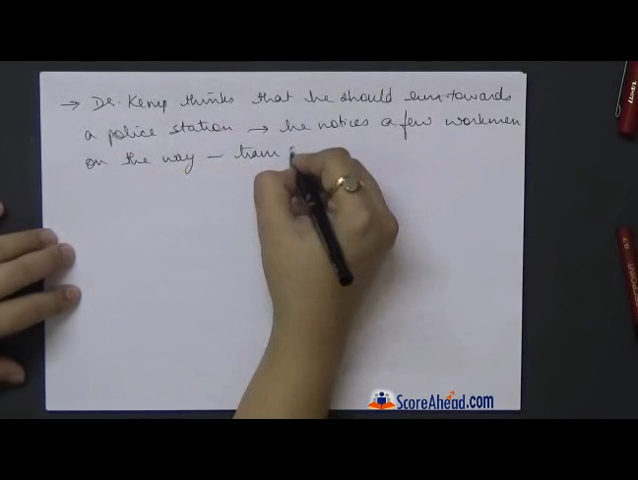 → Dr. Kemp thinks that he should run towards
a police station → he notices a few workmen
on the way – tram
ScoreAhead.com